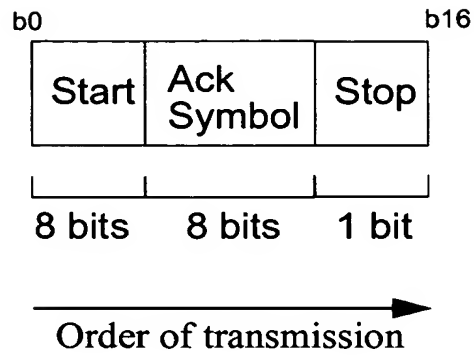 b0 b16
Start Ack Symbol Stop
8 bits 8 bits 1 bit
Order of transmission